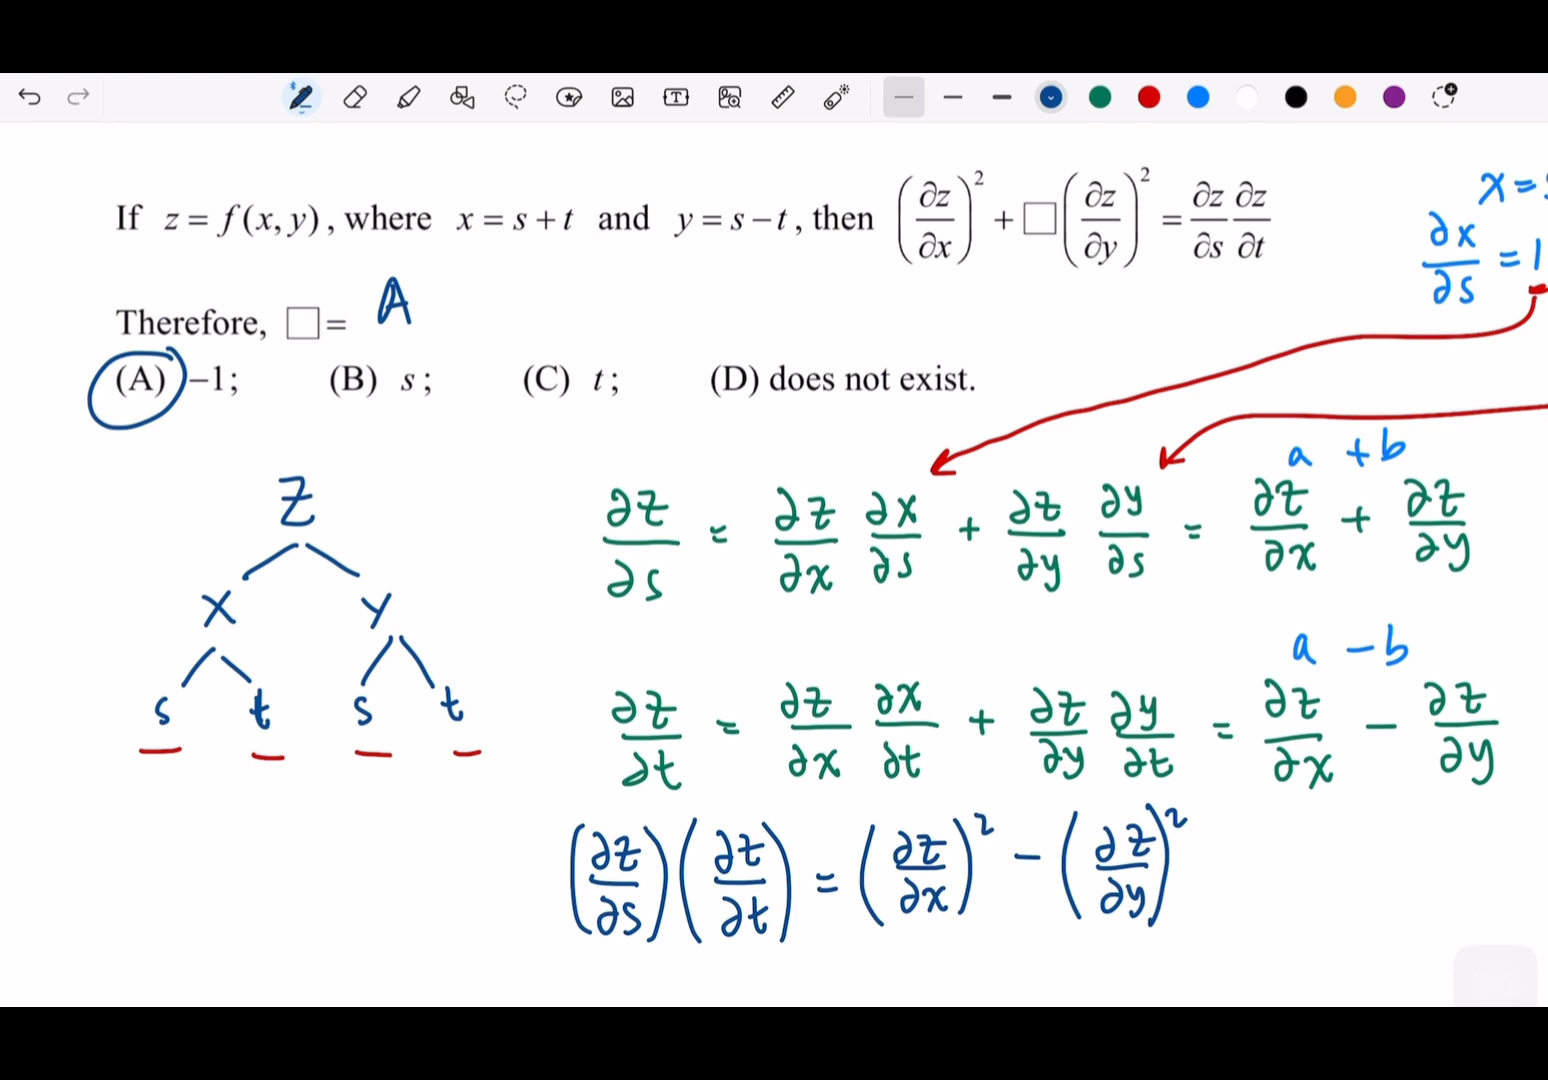 If z = f(x, y), where x = s + t and y = s − t, then (∂z/∂x)² + □(∂z/∂y)² = ∂z/∂s ∂z/∂t
x =
∂x/∂s = 1
Therefore, □ = A
(A) −1; (B) s; (C) t; (D) does not exist.
a + b
z
∂z/∂s = ∂z/∂x ∂x/∂s + ∂z/∂y ∂y/∂s = ∂z/∂x + ∂z/∂y
x y
a − b
s t s t
∂z/∂t = ∂z/∂x ∂x/∂t + ∂z/∂y ∂y/∂t = ∂z/∂x − ∂z/∂y
(∂z/∂s)(∂z/∂t) = (∂z/∂x)² − (∂z/∂y)²